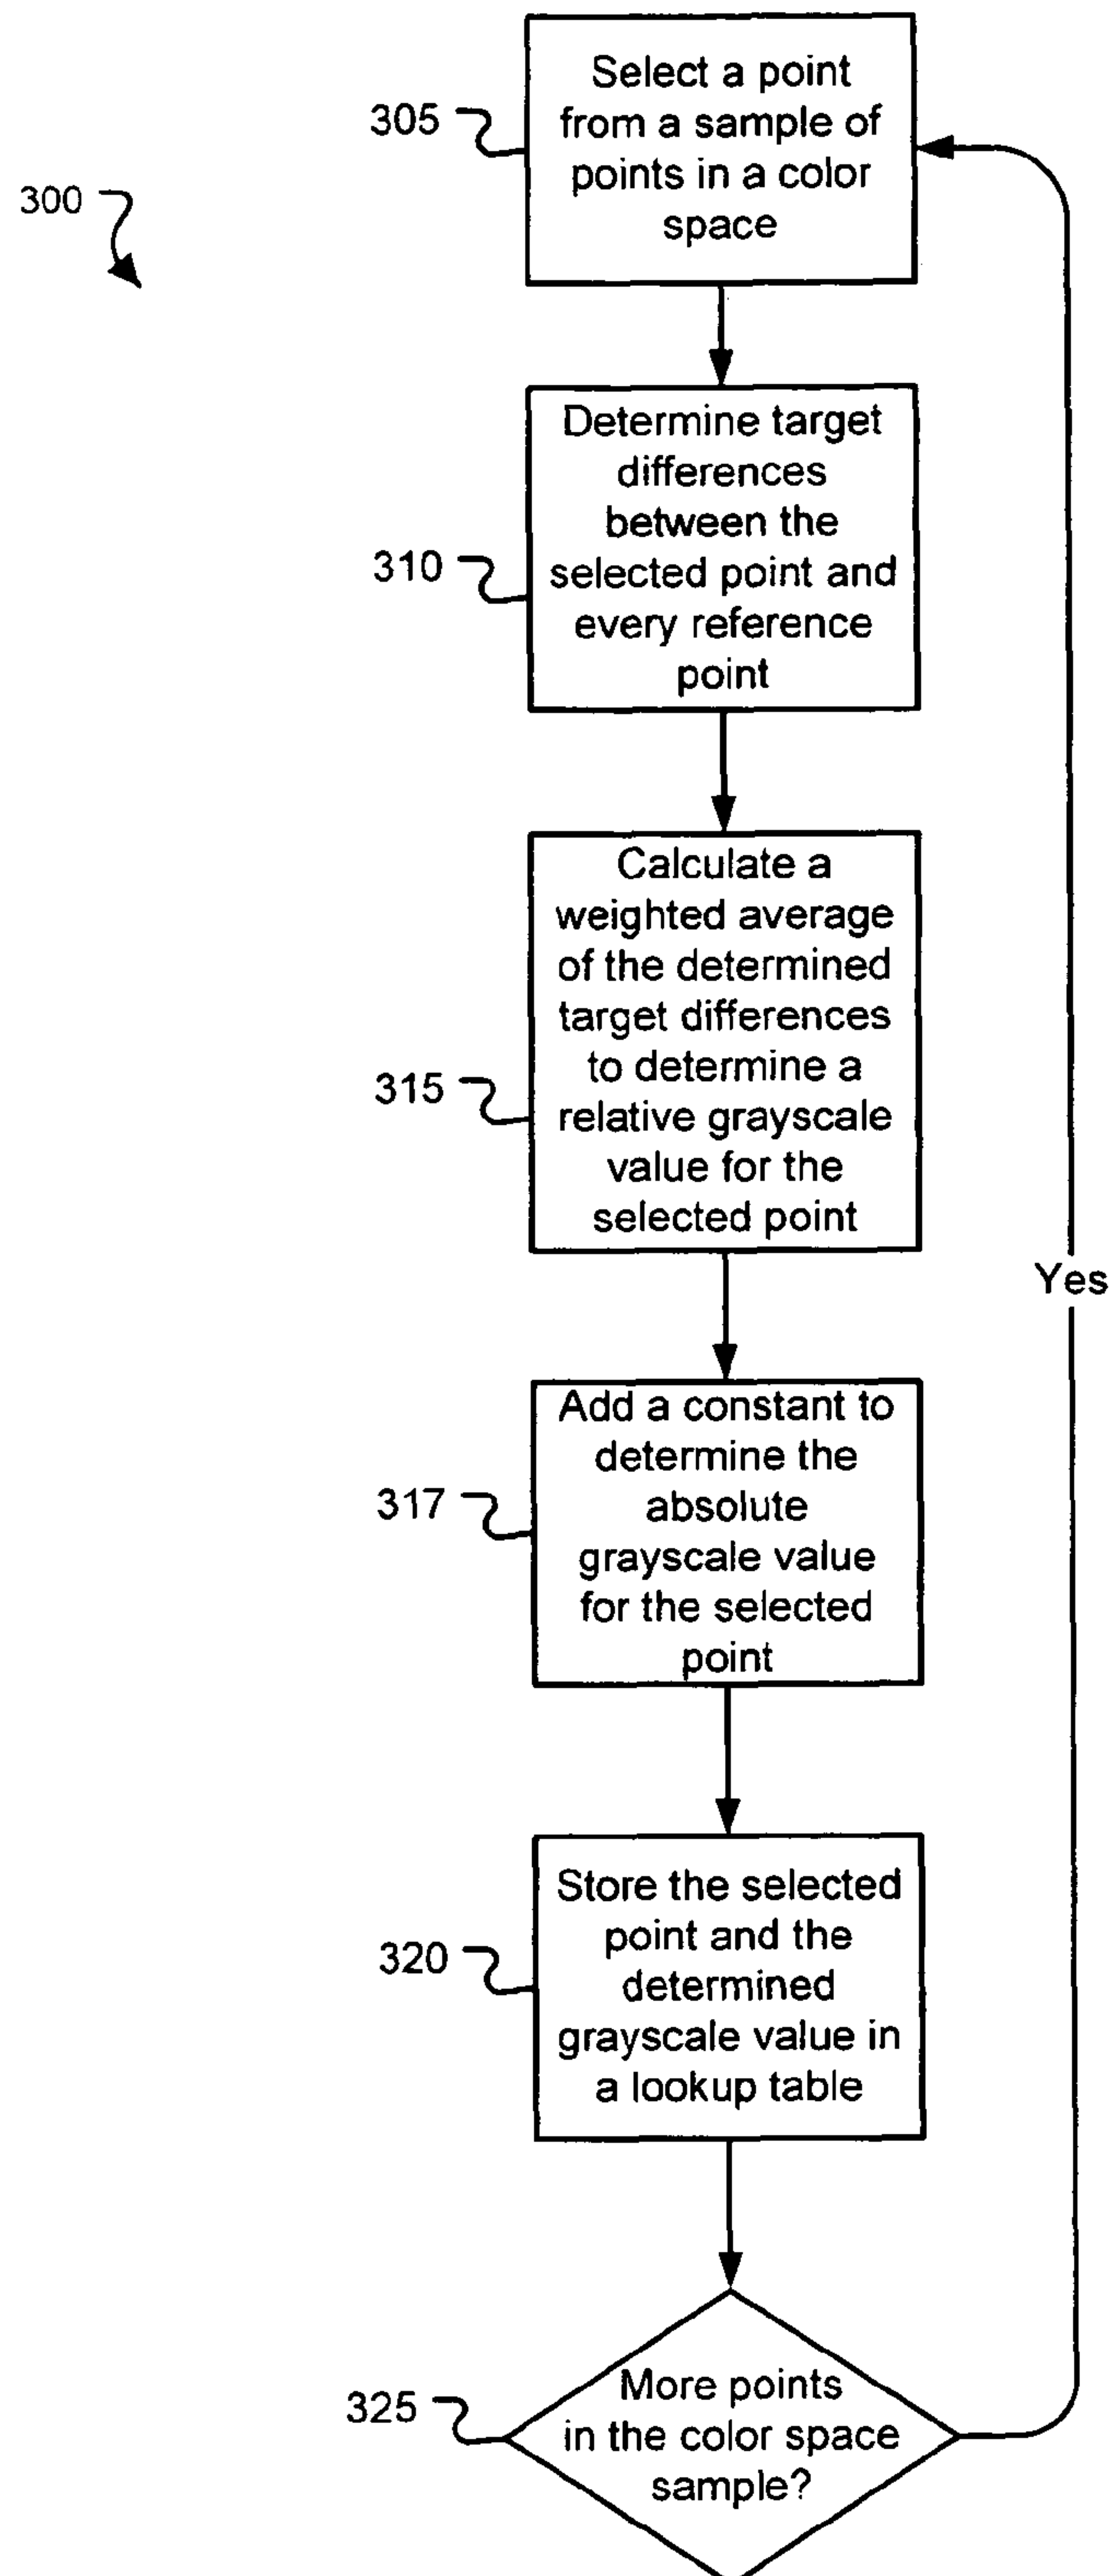 300
305
Select a point
from a sample of
points in a color
space
310
Determine target
differences
between the
selected point and
every reference
point
315
Calculate a
weighted average
of the determined
target differences
to determine a
relative grayscale
value for the
selected point
Yes
317
Add a constant to
determine the
absolute
grayscale value
for the selected
point
320
Store the selected
point and the
determined
grayscale value in
a lookup table
325
More points
in the color space
sample?